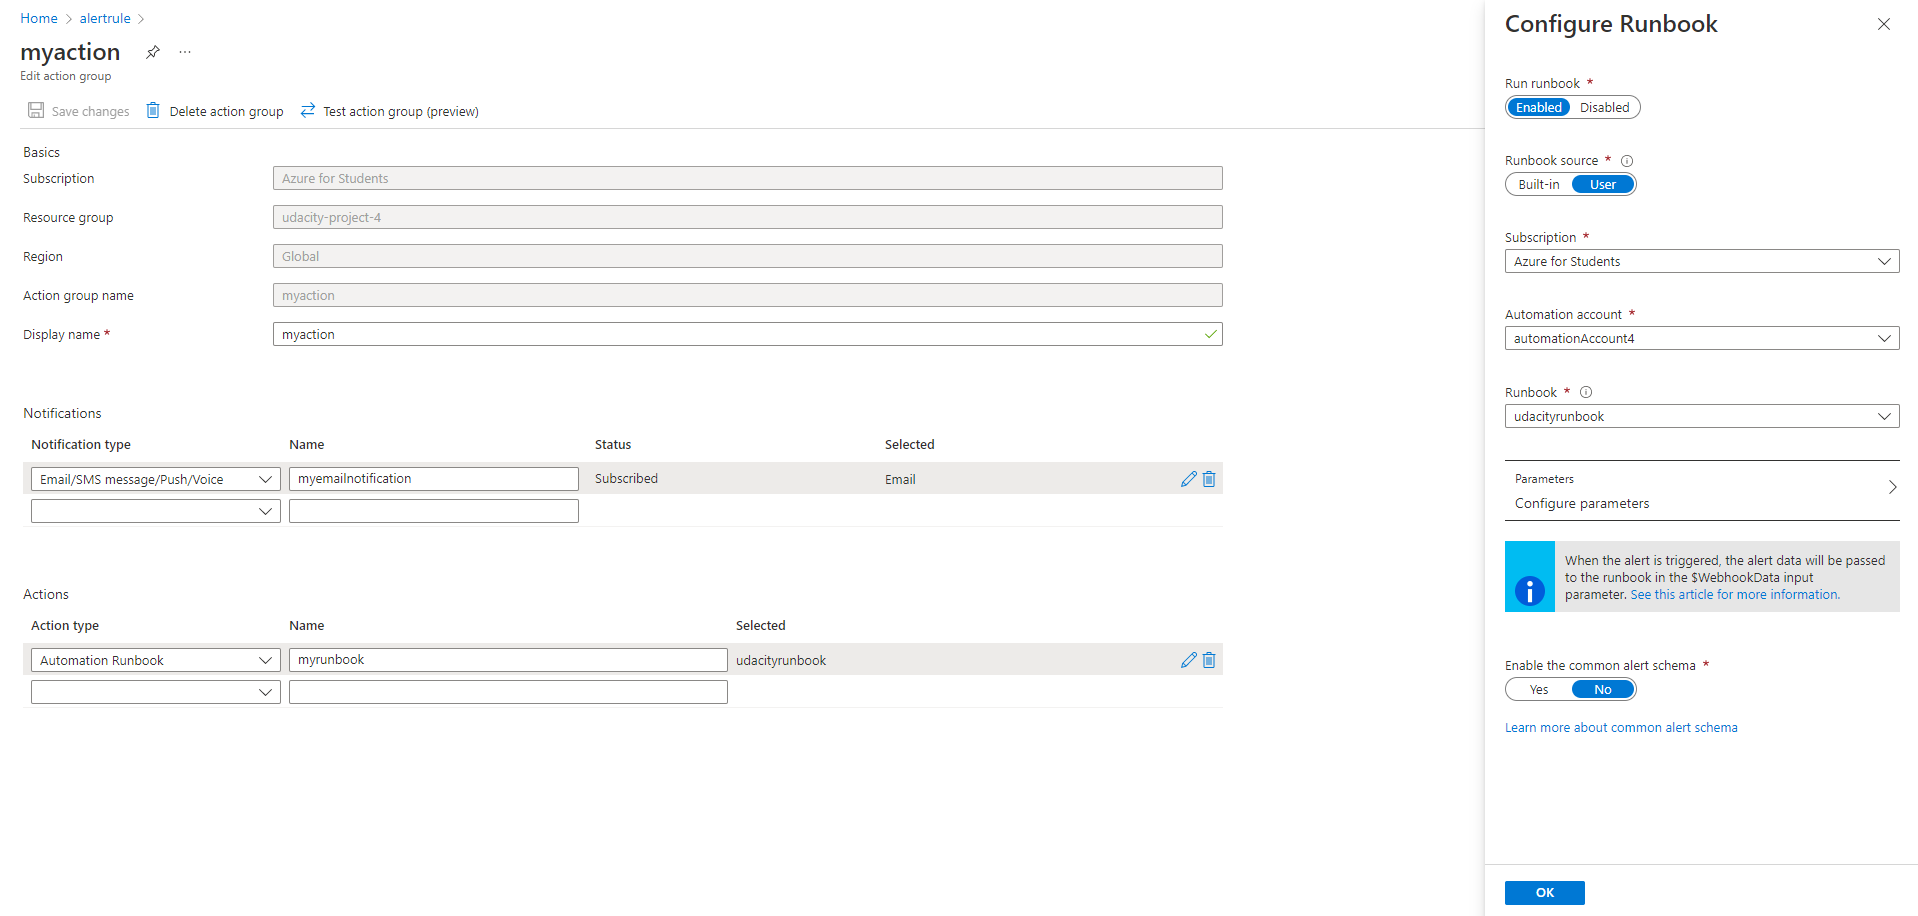 Home > alertrule >
myaction
Edit action group
Save changes Delete action group Test action group (preview)
Basics
Subscription Azure for Students
Resource group udacity-project-4
Region Global
Action group name myaction
Display name * myaction
Notifications
Notification type Name Status Selected
Email/SMS message/Push/Voice myemailnotification Subscribed Email
Actions
Action type Name Selected
Automation Runbook myrunbook udacityrunbook
Configure Runbook
Run runbook *
Enabled Disabled
Runbook source *
Built-in User
Subscription *
Azure for Students
Automation account *
automationAccount4
Runbook *
udacityrunbook
Parameters
Configure parameters
When the alert is triggered, the alert data will be passed
to the runbook in the $WebhookData input
parameter. See this article for more information.
Enable the common alert schema *
Yes No
Learn more about common alert schema
OK